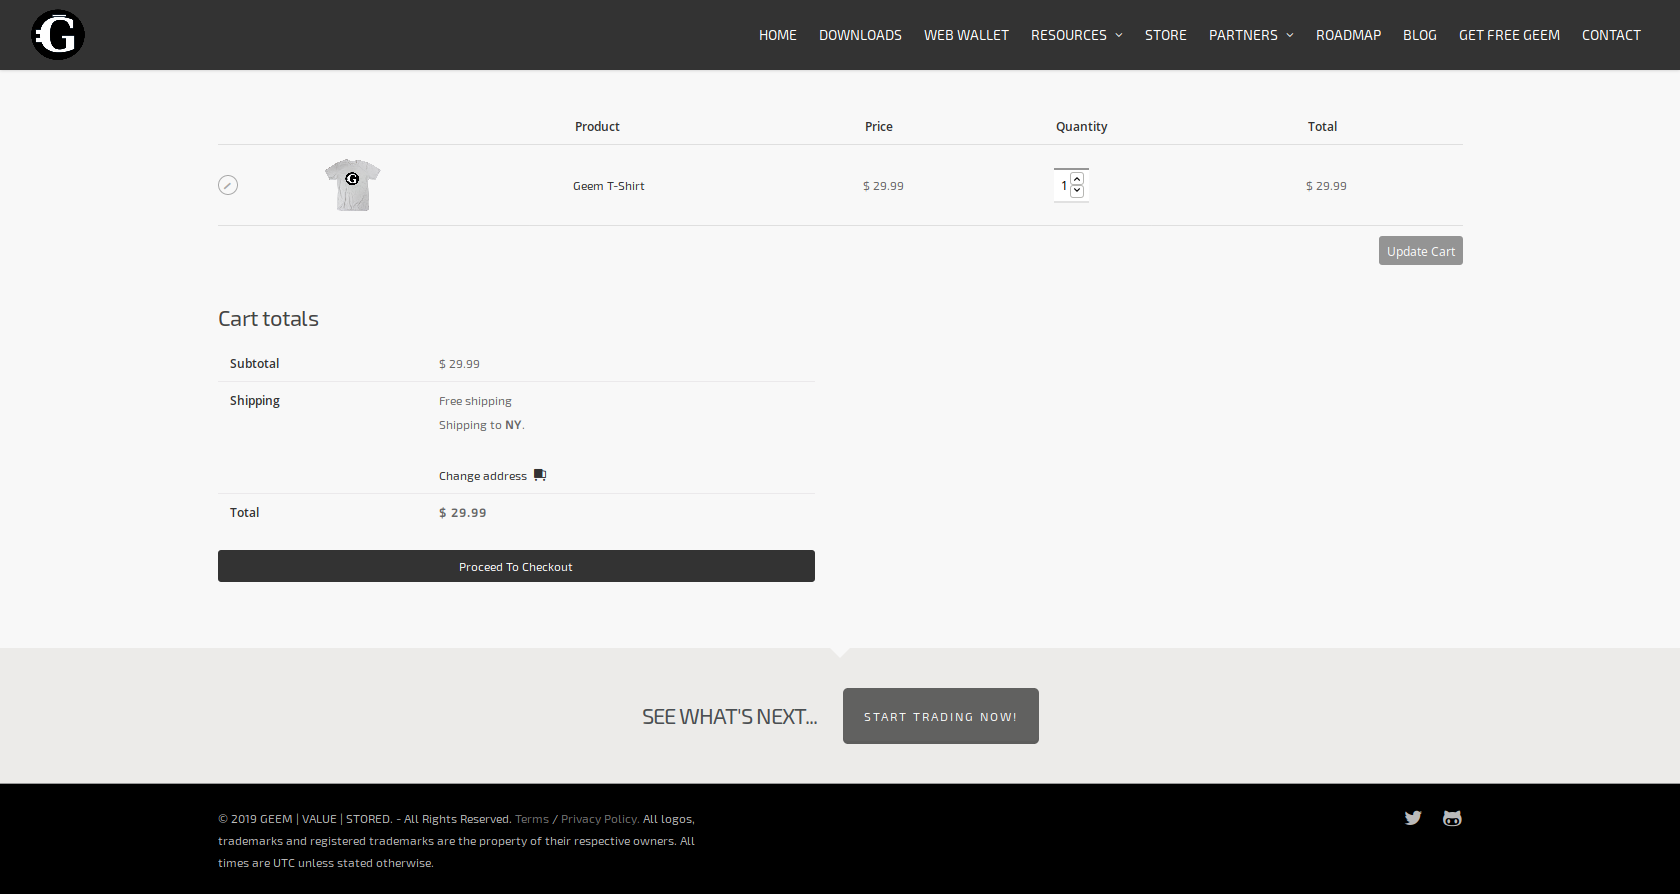 G
HOME DOWNLOADS WEB WALLET RESOURCES STORE PARTNERS ROADMAP BLOG GET FREE GEEM CONTACT
Product Price Quantity Total
G
Geem T-Shirt $ 29.99 1 $ 29.99
Update Cart
Cart totals
Subtotal $ 29.99
Shipping Free shipping
Shipping to NY.
Change address
Total $ 29.99
Proceed To Checkout
SEE WHAT'S NEXT... START TRADING NOW!
© 2019 GEEM | VALUE | STORED. - All Rights Reserved. Terms / Privacy Policy. All logos,
trademarks and registered trademarks are the property of their respective owners. All
times are UTC unless stated otherwise.